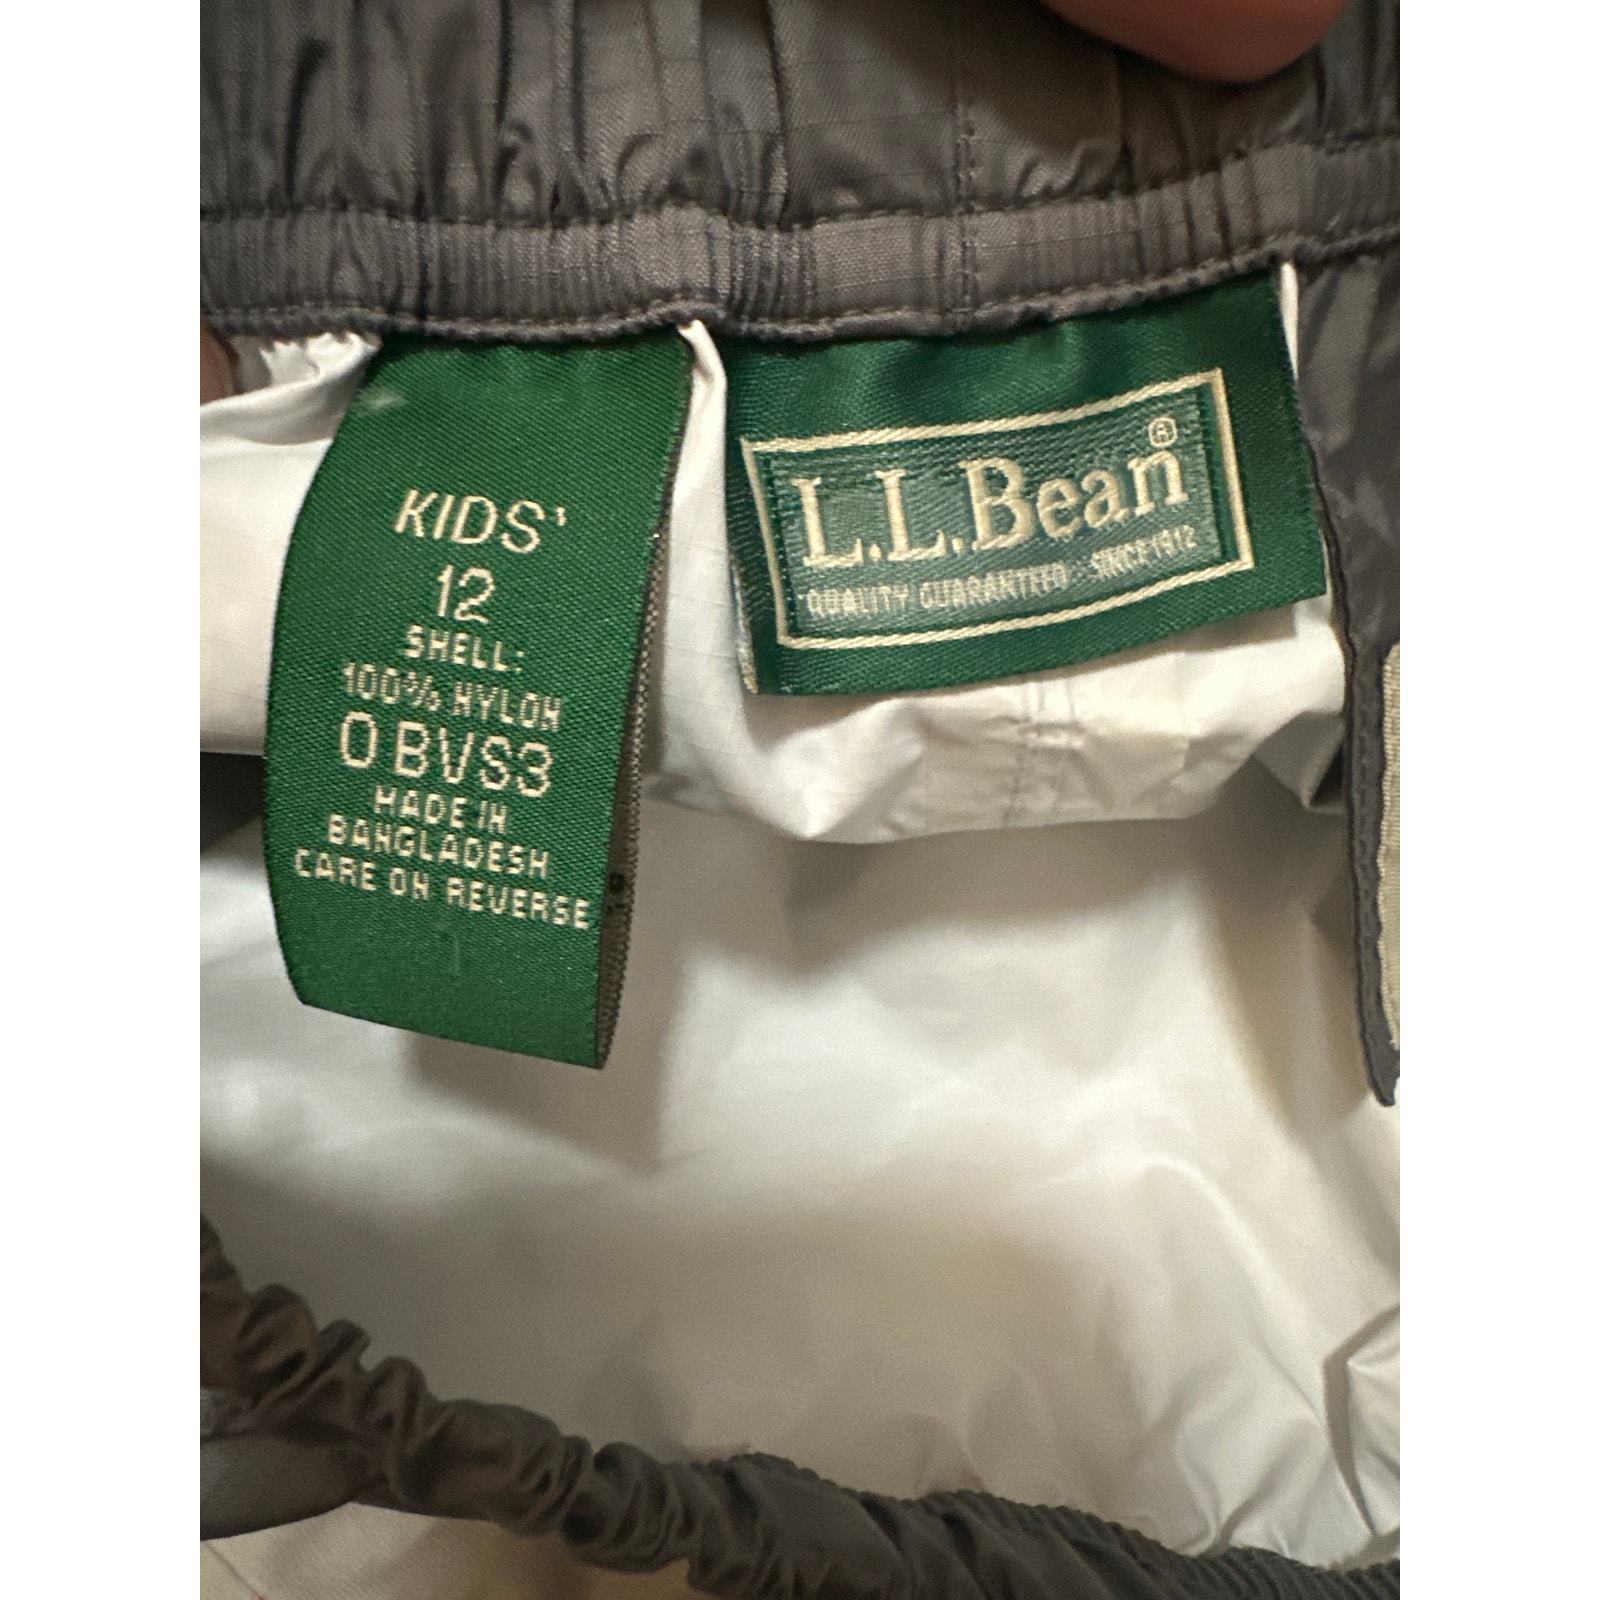 KIDS'
12
SHELL:
100% NYLON
0 BVS3
MADE IN
BANGLADESH
CARE ON REVERSE
L.L.Bean®
QUALITY GUARANTEED SINCE 1912